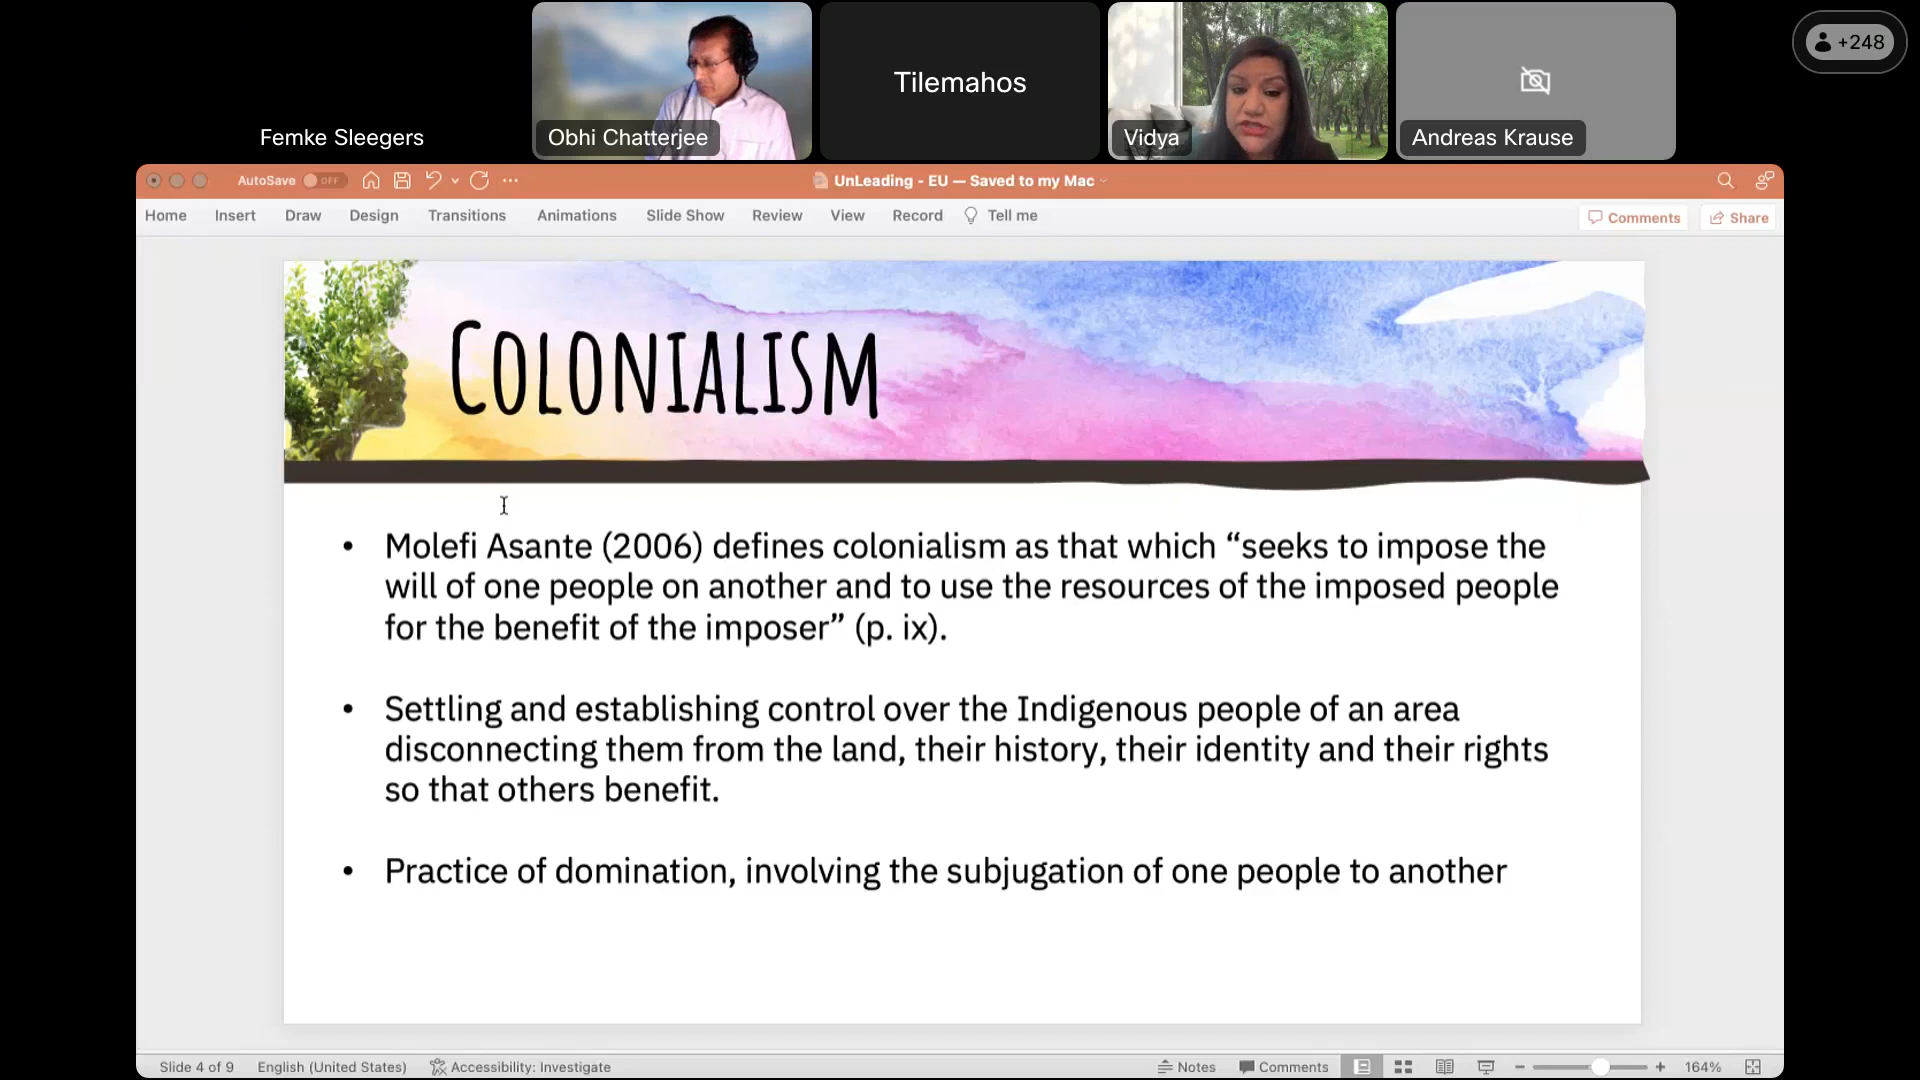 Femke Sleegers
Obhi Chatterjee
Tilemahos
Vidya
Andreas Krause
+248
AutoSave OFF
UnLeading - EU — Saved to my Mac
Home Insert Draw Design Transitions Animations Slide Show Review View Record Tell me
Comments Share
COLONIALISM
• Molefi Asante (2006) defines colonialism as that which “seeks to impose the
will of one people on another and to use the resources of the imposed people
for the benefit of the imposer” (p. ix).
• Settling and establishing control over the Indigenous people of an area
disconnecting them from the land, their history, their identity and their rights
so that others benefit.
• Practice of domination, involving the subjugation of one people to another
Slide 4 of 9 English (United States) Accessibility: Investigate Notes Comments 164%